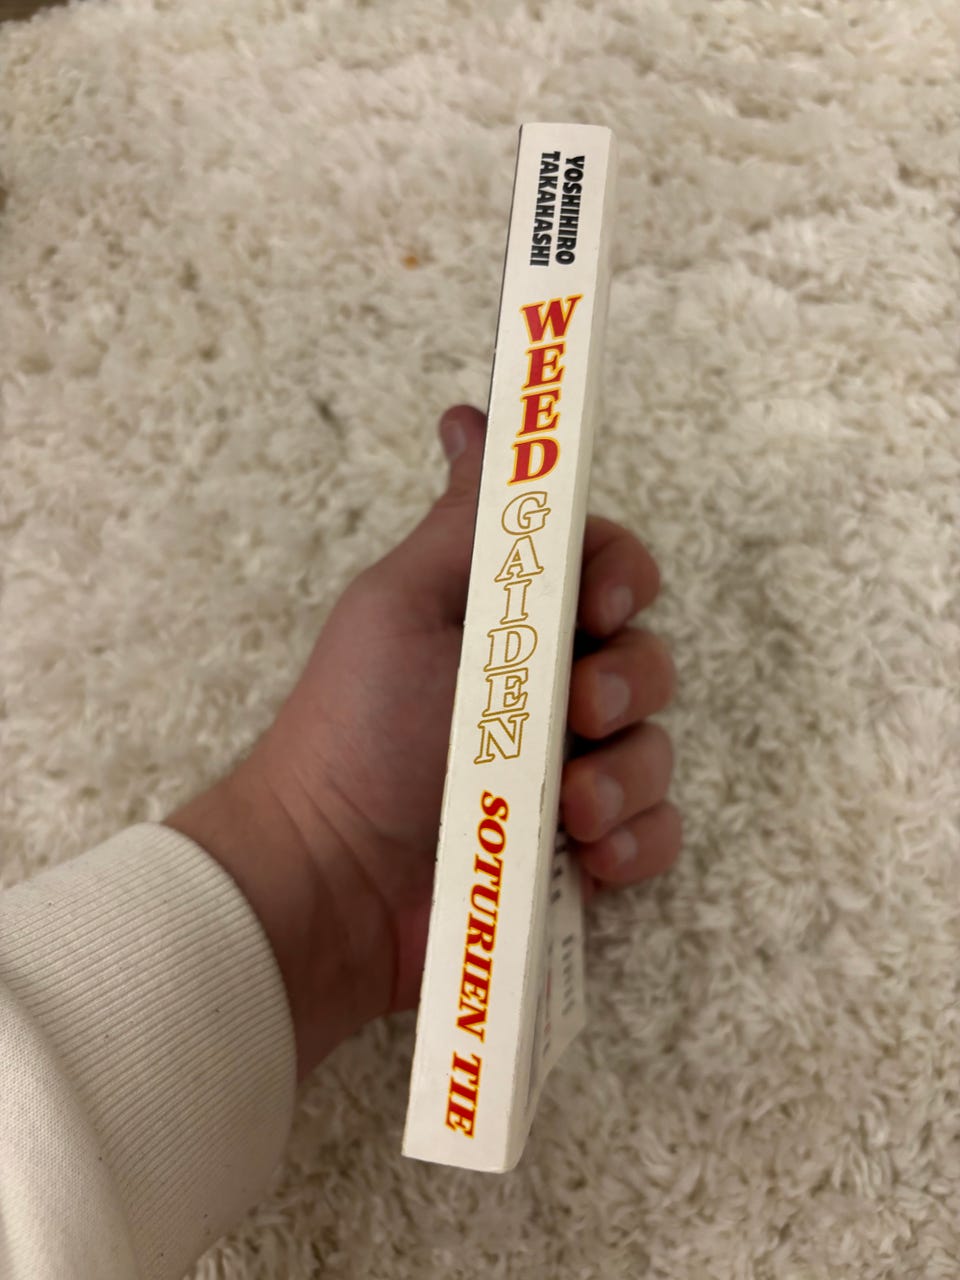 YOSHIHIRO
TAKAHASHI
WEED
GAIDEN
SOTURIEN TIE